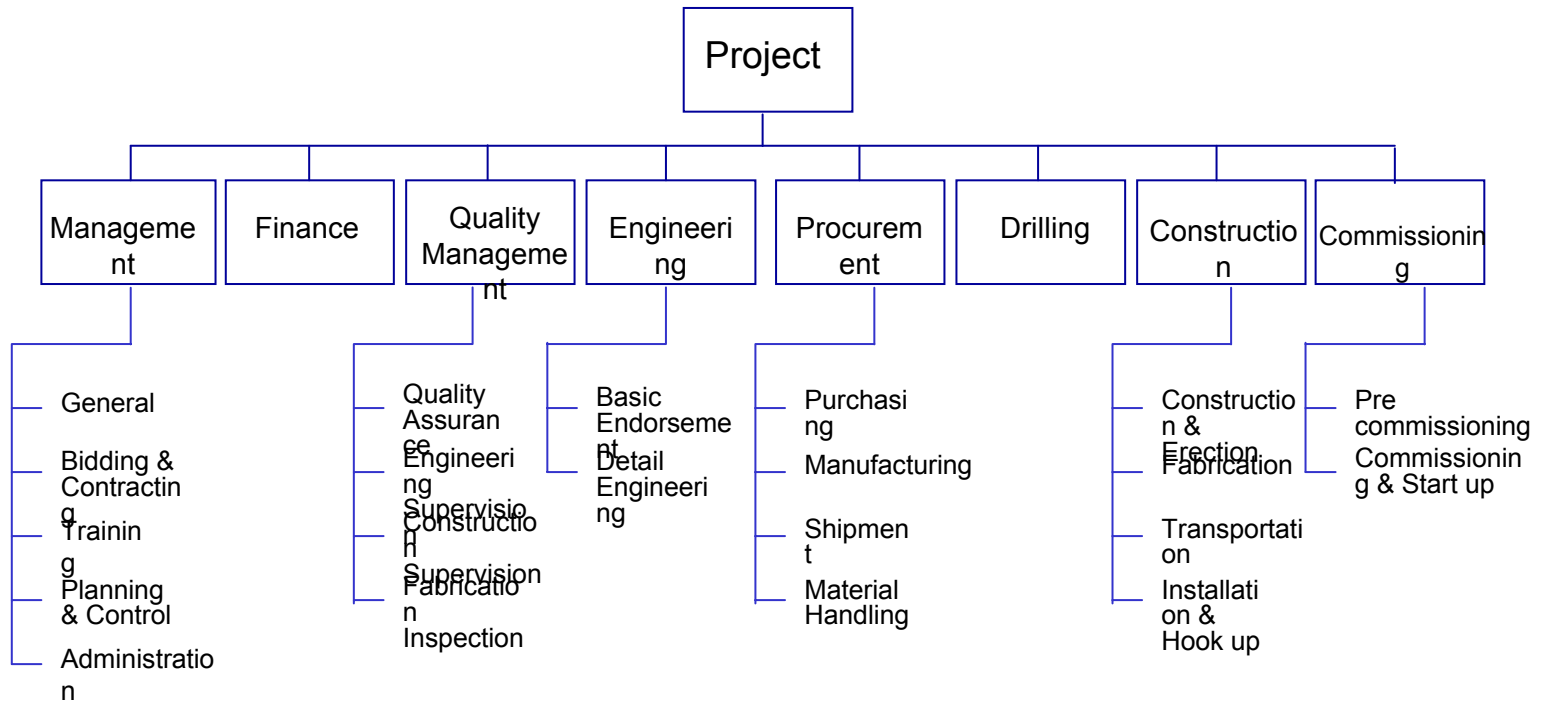 Project
Manageme
nt
Finance
Quality
Manageme
nt
Engineeri
ng
Procurem
ent
Drilling
Constructio
n
Commissionin
g
General
Bidding &
Contractin
g
Trainin
g
Planning
& Control
Administratio
n
Quality
Assuran
ce
Engineeri
ng
Supervisio
n
Constructio
n
Supervision
Fabricatio
n
Inspection
Basic
Endorseme
nt
Detail
Engineeri
ng
Purchasi
ng
Manufacturing
Shipmen
t
Material
Handling
Constructio
n &
Erection
Fabrication
Transportati
on
Installati
on &
Hook up
Pre
commissioning
Commissionin
g & Start up